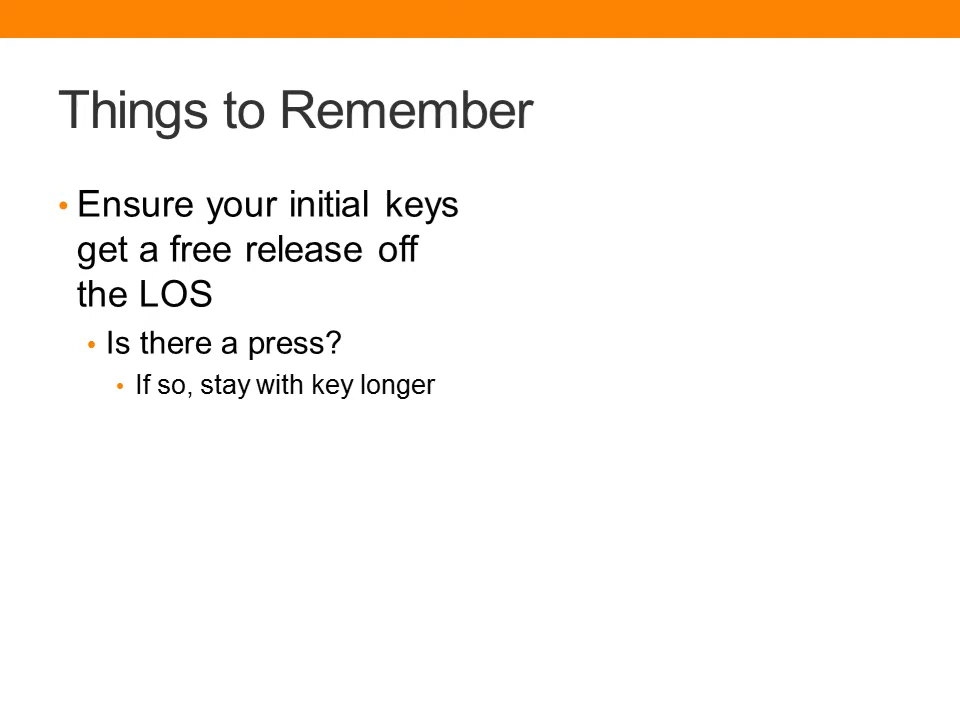 Things to Remember
• Ensure your initial keys
get a free release off
the LOS
• Is there a press?
• If so, stay with key longer